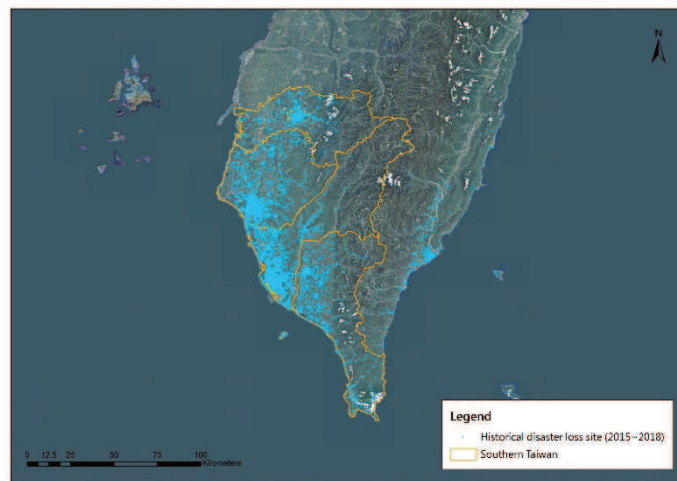 N
Legend
Historical disaster loss site (2015~2018)
Southern Taiwan
0 12.5 25 50 75 100
Kilometers